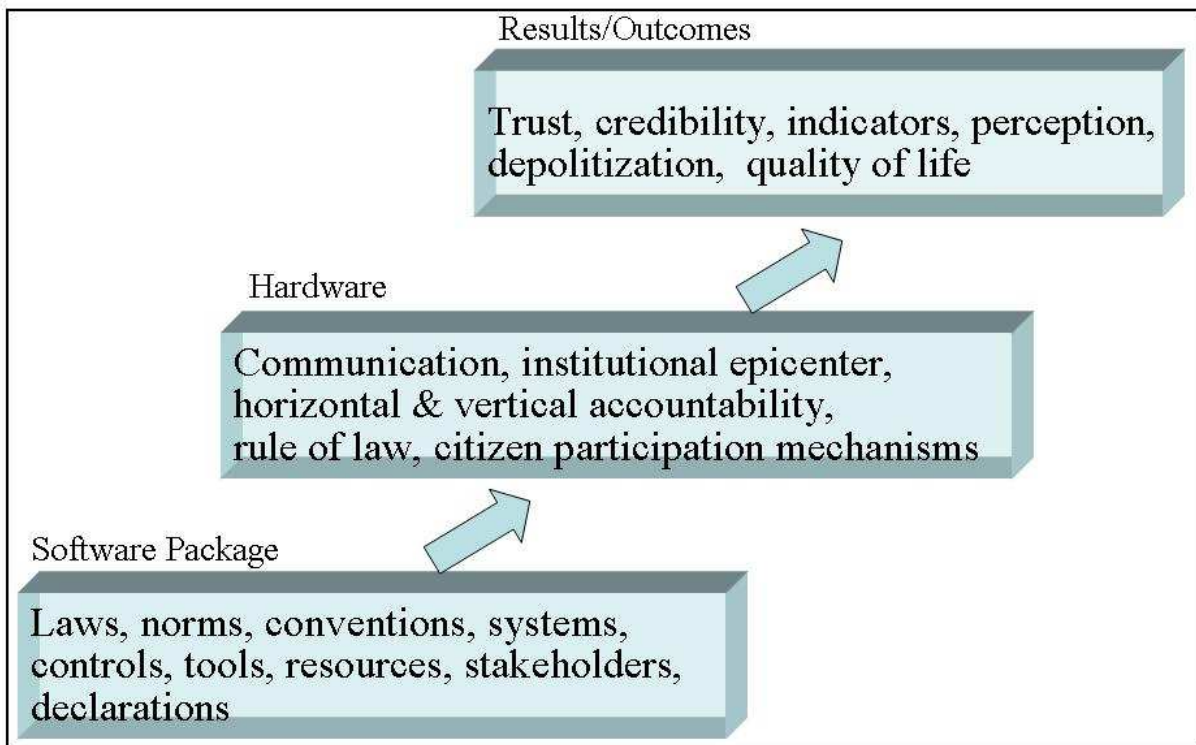 Results/Outcomes
Trust, credibility, indicators, perception,
depolitization, quality of life
Hardware
Communication, institutional epicenter,
horizontal & vertical accountability,
rule of law, citizen participation mechanisms
Software Package
Laws, norms, conventions, systems,
controls, tools, resources, stakeholders,
declarations